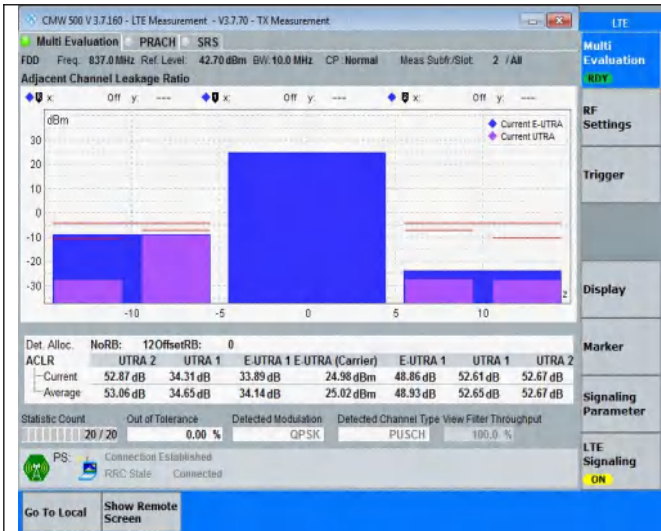 CMW 500 V 3.7.160 - LTE Measurement - V3.7.70 - TX Measurement
LTE
Multi Evaluation PRACH SRS
Multi
Evaluation
RDY
FDD Freq.: 837.0 MHz Ref. Level: 42.70 dBm BW: 10.0 MHz CP: Normal Meas Subfr./Slot: 2 / All
Adjacent Channel Leakage Ratio
x: Off y: --- x: Off y: --- x: Off y: ---
dBm
Current E-UTRA
Current UTRA
30
20
10
0
-10
-20
-30
-10 -5 0 5 10
z
RF
Settings
Trigger
Display
Marker
Signaling
Parameter
LTE
Signaling
ON
Det. Alloc. NoRB: 12 OffsetRB: 0
ACLR UTRA 2 UTRA 1 E-UTRA 1 E-UTRA (Carrier) E-UTRA 1 UTRA 1 UTRA 2
Current 52.87 dB 34.31 dB 33.89 dB 24.98 dBm 48.86 dB 52.61 dB 52.67 dB
Average 53.06 dB 34.65 dB 34.14 dB 25.02 dBm 48.93 dB 52.65 dB 52.67 dB
Statistic Count Out of Tolerance Detected Modulation Detected Channel Type View Filter Throughput
20 / 20 0.00 % QPSK PUSCH 100.0 %
PS: Connection Established
RRC State Connected
Go To Local
Show Remote
Screen